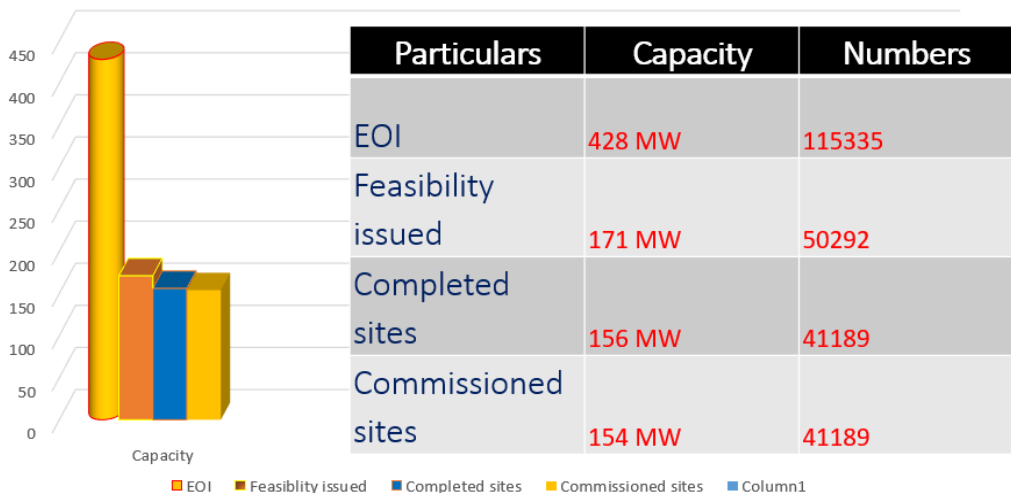 450
400
350
300
250
200
150
100
50
0
Capacity
EOI Feasiblity issued Completed sites Commissioned sites Column1
Particulars Capacity Numbers
EOI 428 MW 115335
Feasibility
issued 171 MW 50292
Completed
sites 156 MW 41189
Commissioned
sites 154 MW 41189